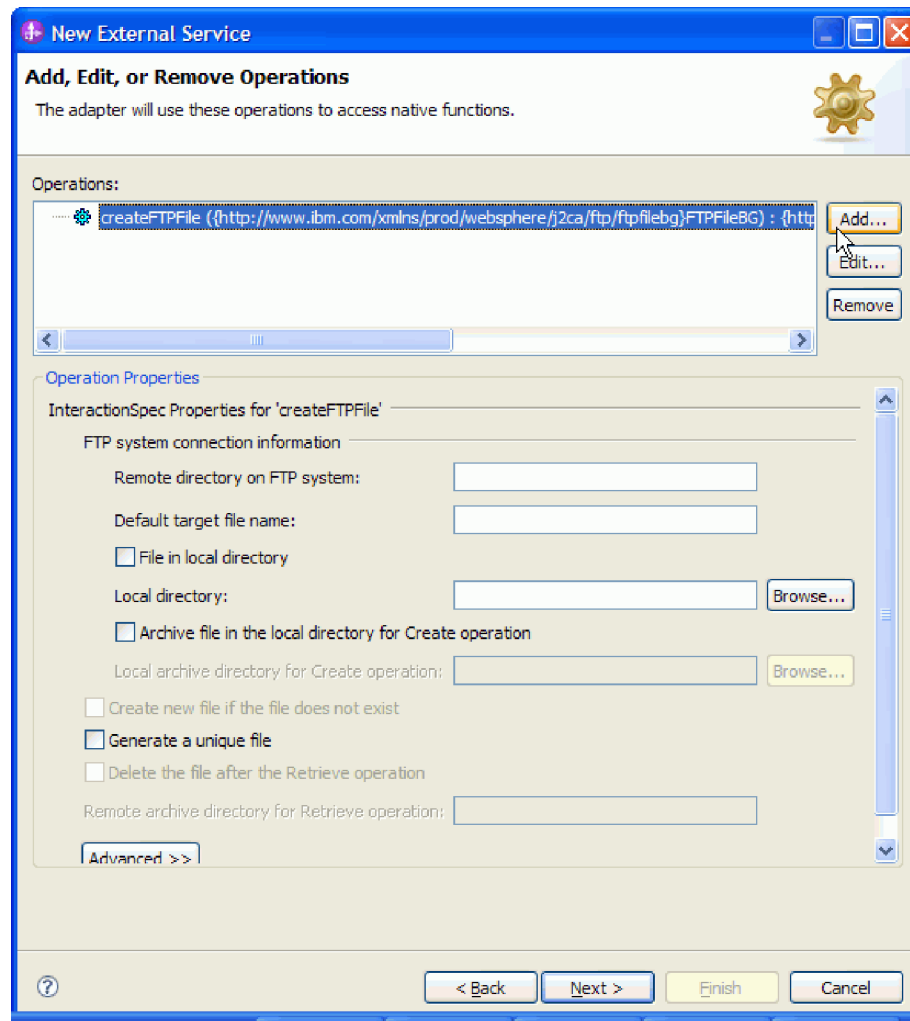 New External Service
Add, Edit, or Remove Operations
The adapter will use these operations to access native functions.
Operations:
createFTPFile ({http://www.ibm.com/xmlns/prod/websphere/j2ca/ftp/ftpfilebg}FTPFileBG) : {http
Add...
Edit...
Remove
Operation Properties
InteractionSpec Properties for 'createFTPFile'
FTP system connection information
Remote directory on FTP system:
Default target file name:
File in local directory
Local directory:
Browse...
Archive file in the local directory for Create operation
Local archive directory for Create operation:
Browse...
Create new file if the file does not exist
Generate a unique file
Delete the file after the Retrieve operation
Remote archive directory for Retrieve operation:
Advanced >>
?
< Back
Next >
Finish
Cancel